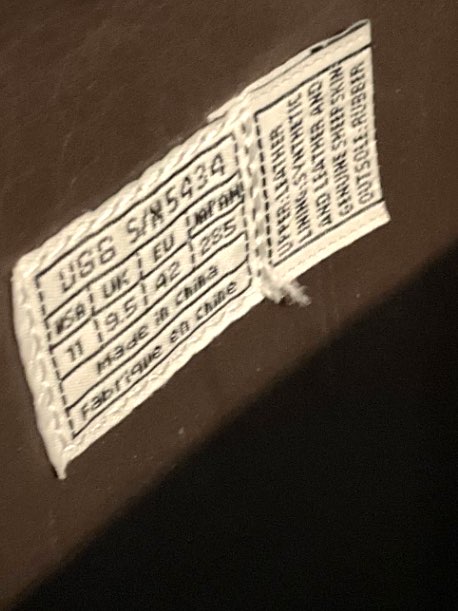 UGG S/N 5434
USA UK EU JAPAN
11 9.5 42 285
Made in China
Fabriqué en Chine
UPPER: LEATHER
LINING: SYNTHETIC
AND LEATHER AND
GENUINE SHEEPSKIN
OUTSOLE: RUBBER